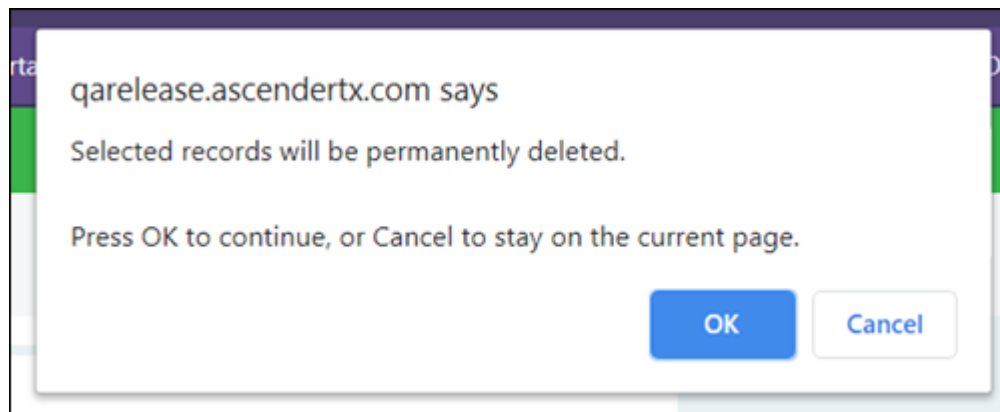 qarelease.ascendertx.com says
Selected records will be permanently deleted.
Press OK to continue, or Cancel to stay on the current page.
OK
Cancel